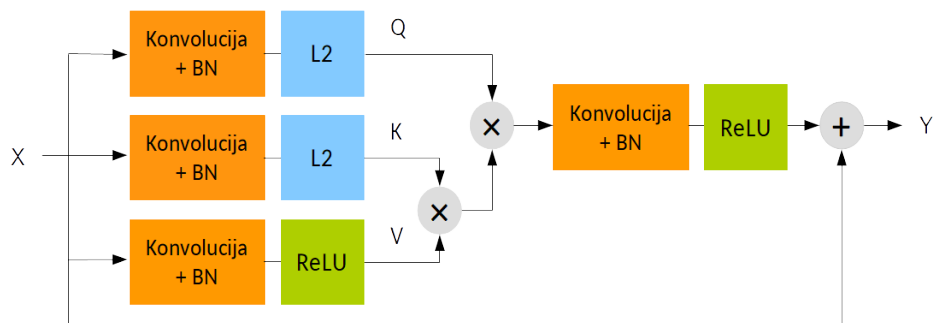 X
Konvolucija
+ BN
L2
Q
Konvolucija
+ BN
L2
K
Konvolucija
+ BN
ReLU
V
×
×
Konvolucija
+ BN
ReLU
+
Y